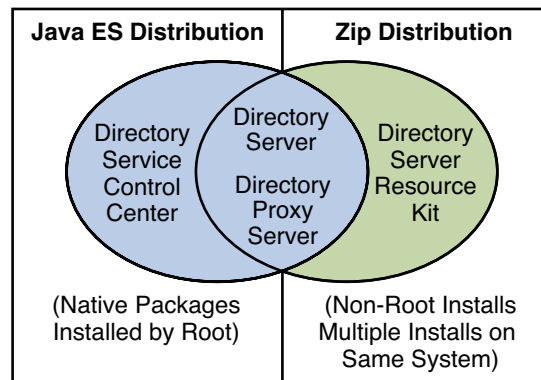 Java ES Distribution
Zip Distribution
Directory
Service
Control
Center
Directory
Server
Directory
Proxy
Server
Directory
Server
Resource
Kit
(Native Packages
Installed by Root)
(Non-Root Installs
Multiple Installs on
Same System)